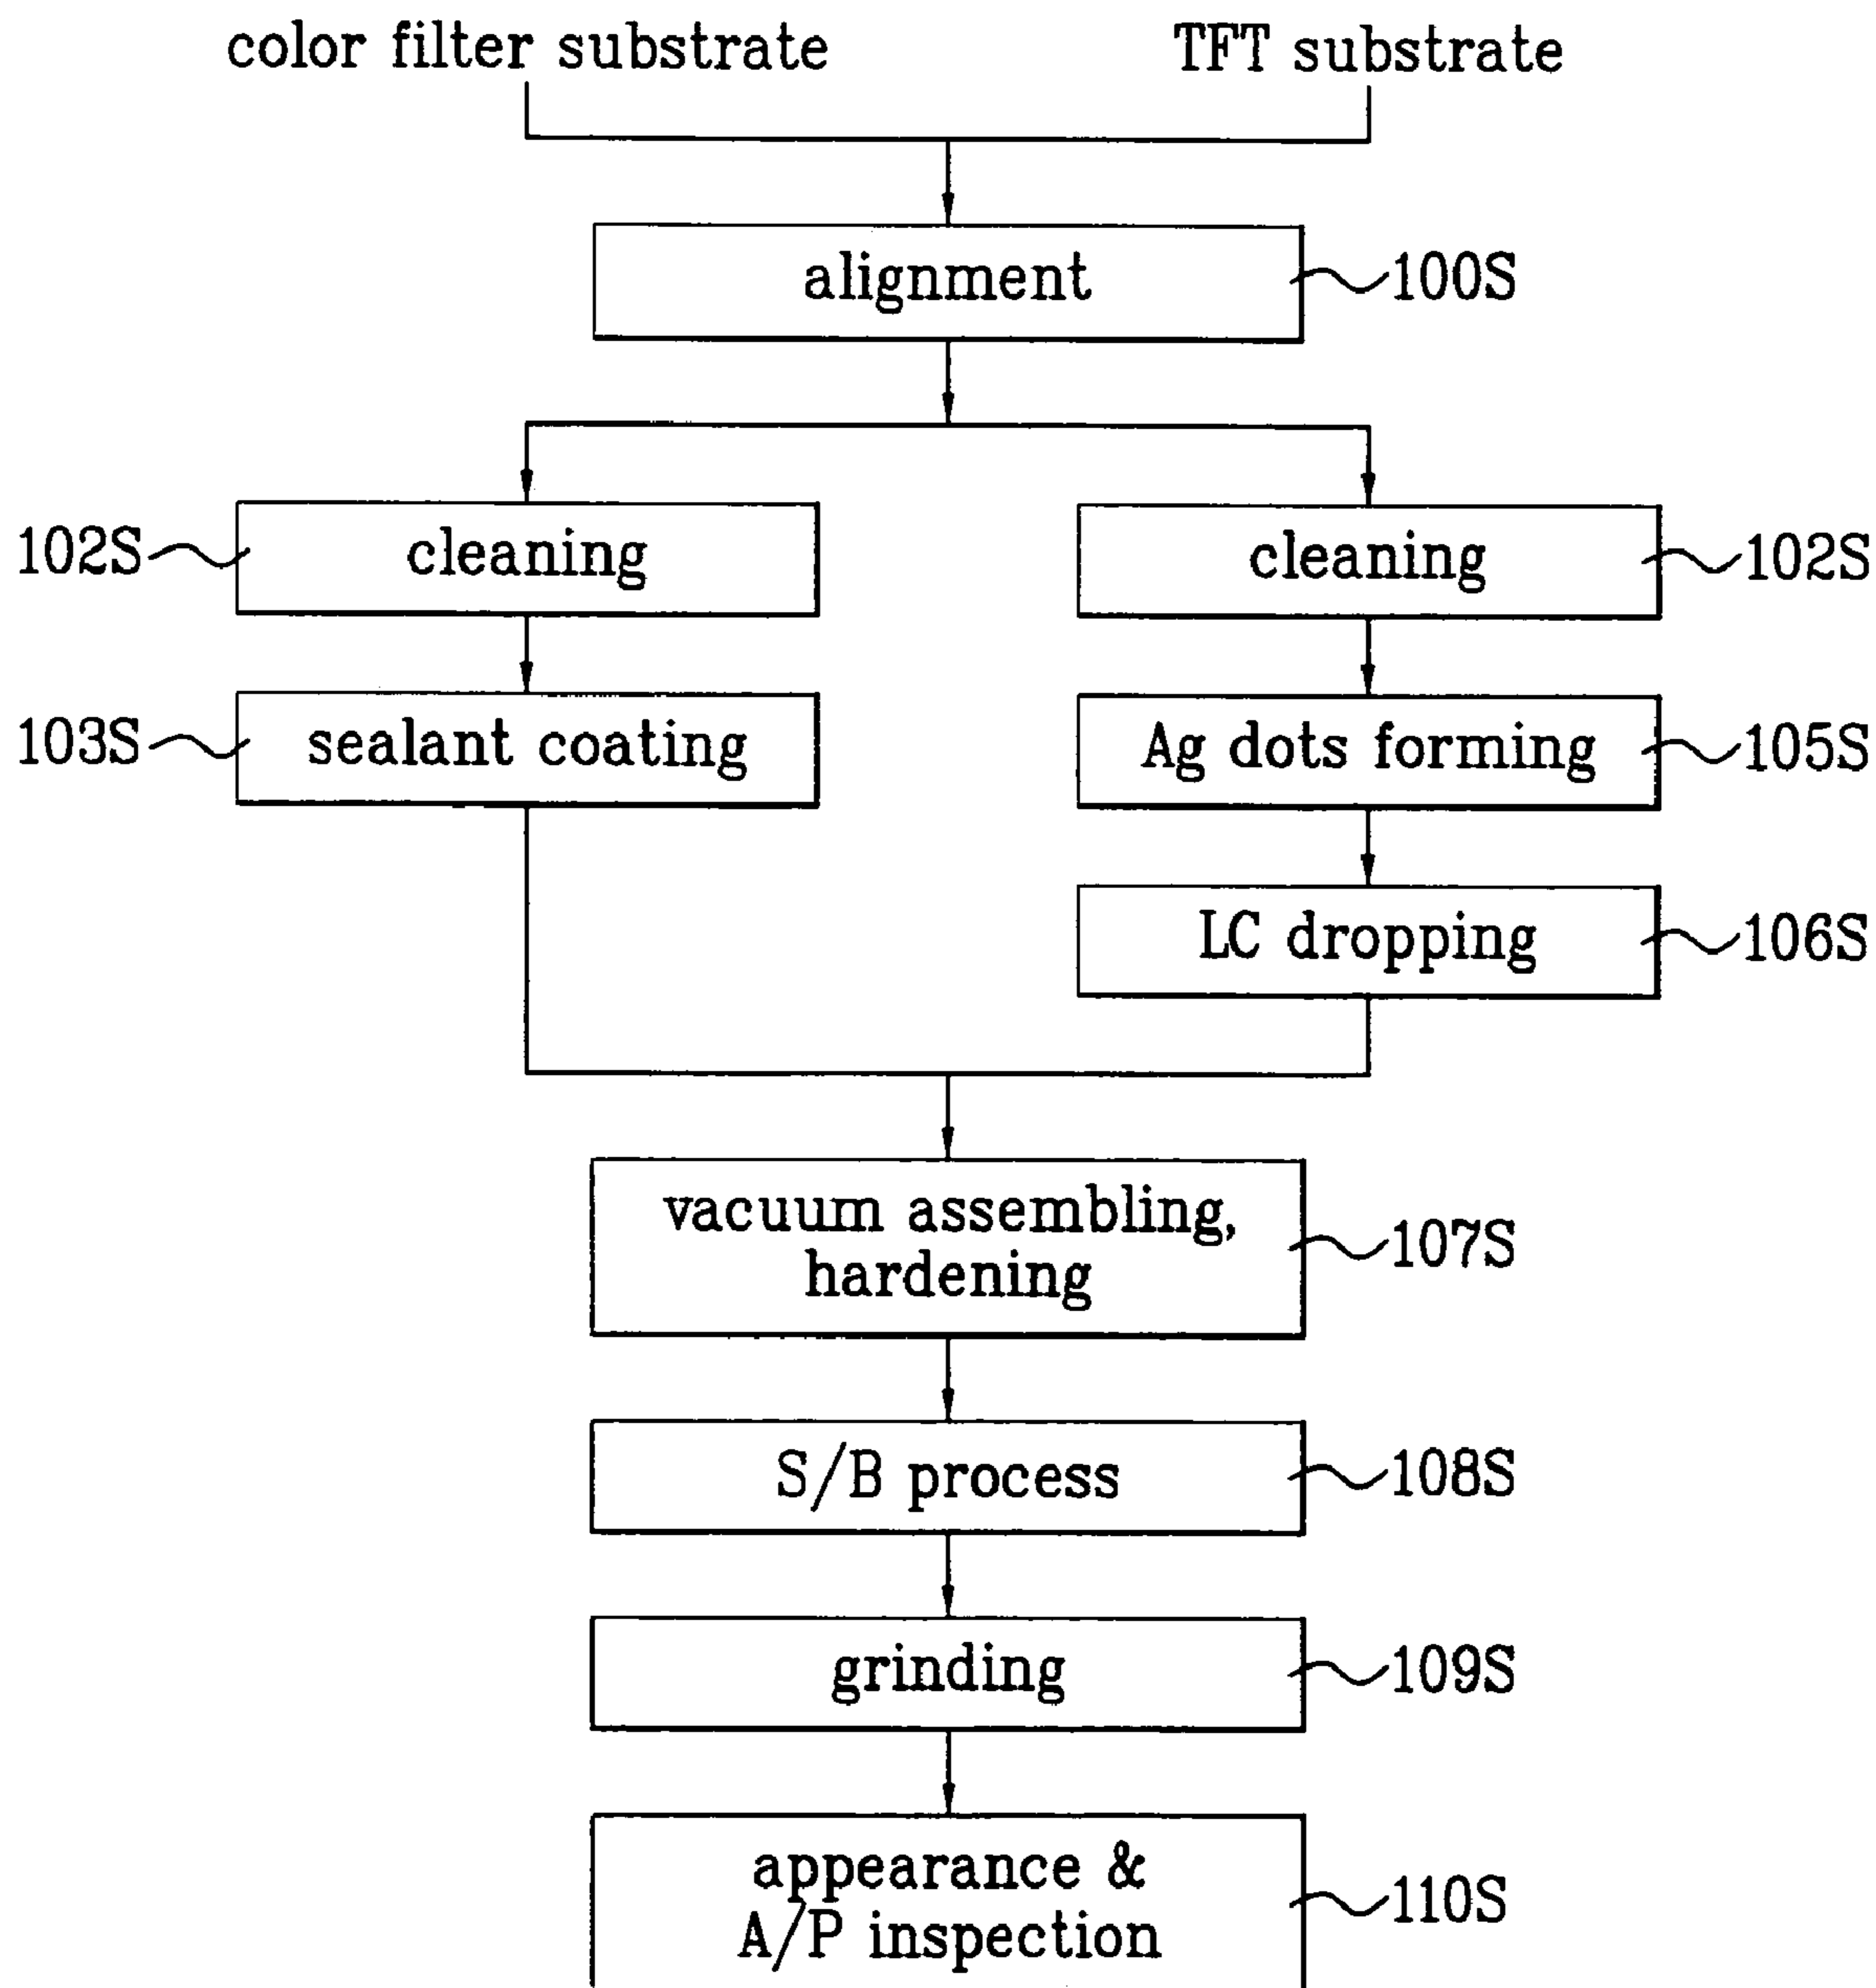 color filter substrate
TFT substrate
alignment
100S
102S
cleaning
cleaning
102S
103S
sealant coating
Ag dots forming
105S
LC dropping
106S
vacuum assembling,
hardening
107S
S/B process
108S
grinding
109S
appearance &
A/P inspection
110S